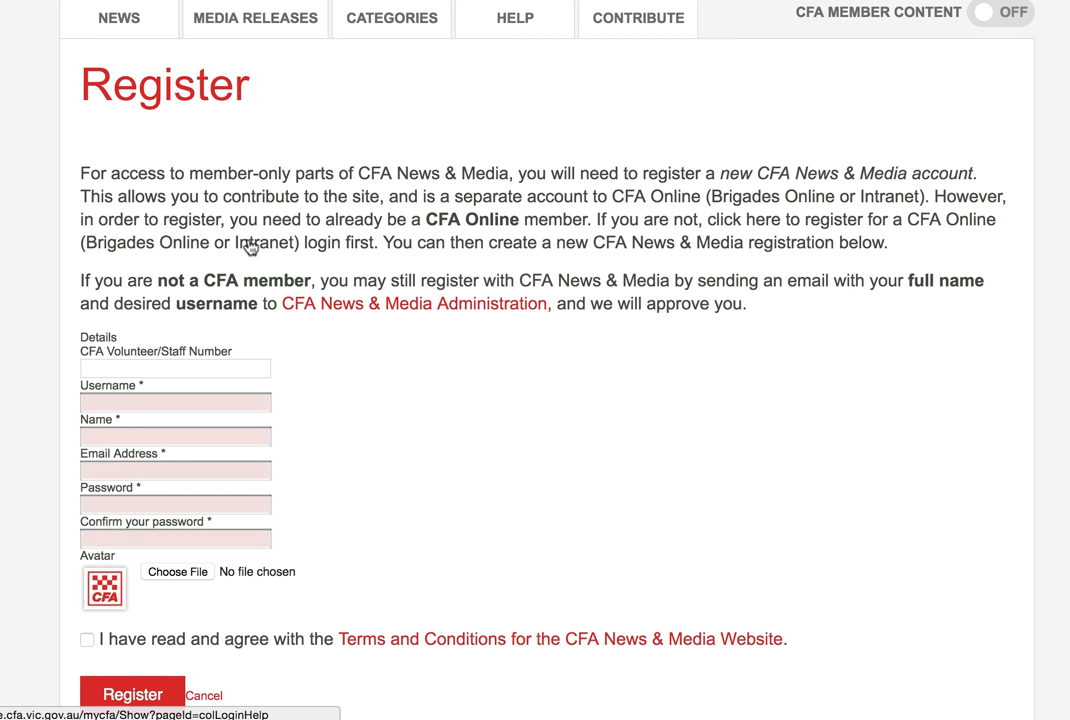 NEWS
MEDIA RELEASES
CATEGORIES
HELP
CONTRIBUTE
CFA MEMBER CONTENT
OFF
Register
For access to member-only parts of CFA News & Media, you will need to register a new CFA News & Media account.
This allows you to contribute to the site, and is a separate account to CFA Online (Brigades Online or Intranet). However,
in order to register, you need to already be a CFA Online member. If you are not, click here to register for a CFA Online
(Brigades Online or Intranet) login first. You can then create a new CFA News & Media registration below.
If you are not a CFA member, you may still register with CFA News & Media by sending an email with your full name
and desired username to CFA News & Media Administration, and we will approve you.
Details
CFA Volunteer/Staff Number
Username *
Name *
Email Address *
Password *
Confirm your password *
Avatar
CFA
Choose File No file chosen
I have read and agree with the Terms and Conditions for the CFA News & Media Website.
Register
Cancel
e.cfa.vic.gov.au/mycfa/Show?pageId=colLoginHelp